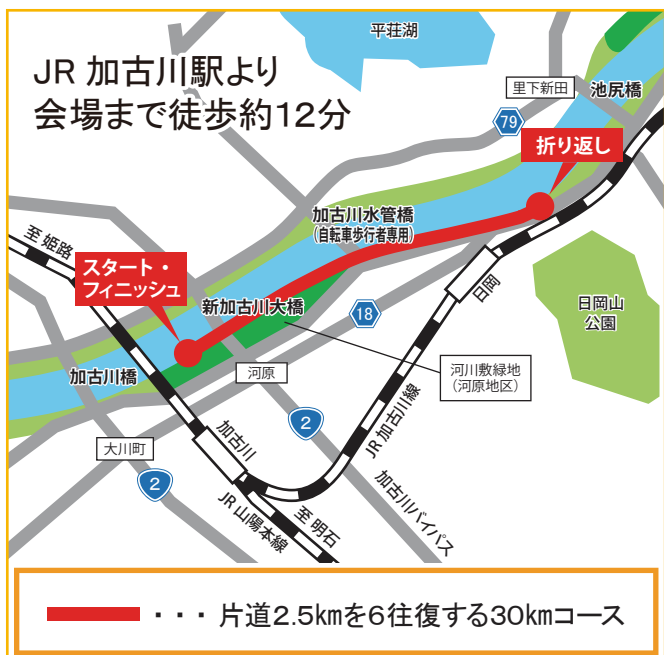 JR 加古川駅より
会場まで徒歩約12分
平荘湖
里下新田
池尻橋
79
折り返し
加古川水管橋
(自転車歩行者専用)
至 姫路
スタート・
フィニッシュ
新加古川大橋
日岡
日岡山
公園
18
加古川橋
河原
河川敷緑地
(河原地区)
2
JR 加古川線
加古川
大川町
2
加古川バイパス
至 明石
JR 山陽本線
・・・ 片道2.5kmを6往復する30kmコース